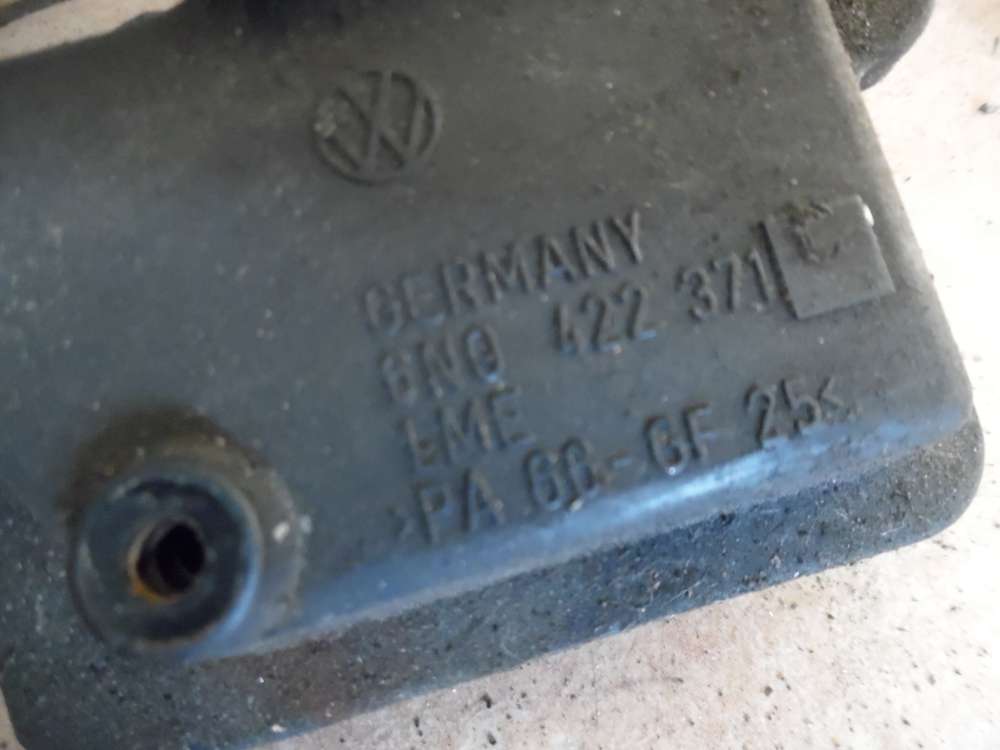 GERMANY
6N0 422 371 C
LME
>PA 66-GF 25<